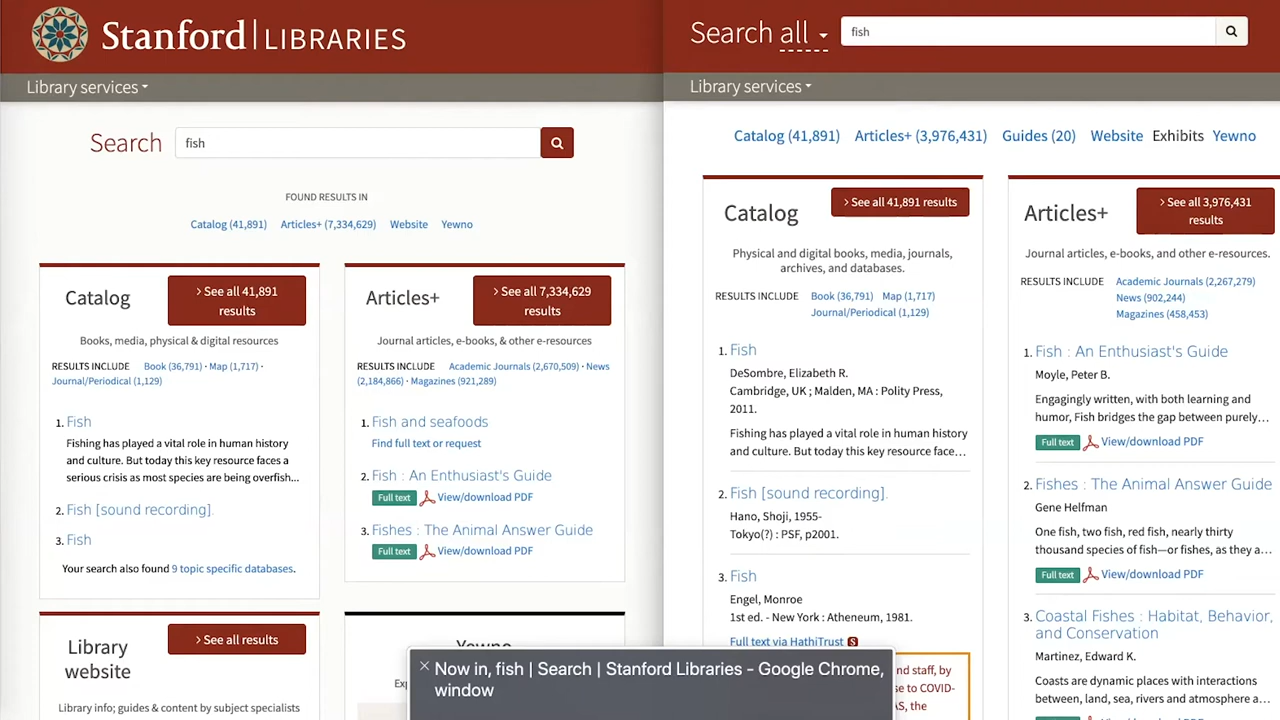 Stanford | LIBRARIES
Library services
Search
fish
FOUND RESULTS IN
Catalog (41,891) Articles+ (7,334,629) Website Yewno
Catalog
> See all 41,891
results
Books, media, physical & digital resources
RESULTS INCLUDE Book (36,791) · Map (1,717) ·
Journal/Periodical (1,129)
1. Fish
Fishing has played a vital role in human history
and culture. But today this key resource faces a
serious crisis as most species are being overfish...
2. Fish [sound recording].
3. Fish
Your search also found 9 topic specific databases.
Articles+
> See all 7,334,629
results
Journal articles, e-books, & other e-resources
RESULTS INCLUDE Academic Journals (2,670,509) · News
(2,184,866) · Magazines (921,289)
1. Fish and seafoods
Find full text or request
2. Fish : An Enthusiast's Guide
Full text View/download PDF
3. Fishes : The Animal Answer Guide
Full text View/download PDF
Library
website
> See all results
Library info; guides & content by subject specialists
Yewno
Search all
fish
Library services
Catalog (41,891) Articles+ (3,976,431) Guides (20) Website Exhibits Yewno
Catalog
> See all 41,891 results
Physical and digital books, media, journals,
archives, and databases.
RESULTS INCLUDE Book (36,791) Map (1,717)
Journal/Periodical (1,129)
1. Fish
DeSombre, Elizabeth R.
Cambridge, UK ; Malden, MA : Polity Press,
2011.
Fishing has played a vital role in human history
and culture. But today this key resource face...
2. Fish [sound recording].
Hano, Shoji, 1955-
Tokyo(?) : PSF, p2001.
3. Fish
Engel, Monroe
1st ed. - New York : Atheneum, 1981.
Full text via HathiTrust S
nd staff, by
se to COVID-
AS, the
Articles+
> See all 3,976,431
results
Journal articles, e-books, and other e-resources.
RESULTS INCLUDE Academic Journals (2,267,279)
News (902,244)
Magazines (458,453)
1. Fish : An Enthusiast's Guide
Moyle, Peter B.
Engagingly written, with both learning and
humor, Fish bridges the gap between purely...
Full text View/download PDF
2. Fishes : The Animal Answer Guide
Gene Helfman
One fish, two fish, red fish, nearly thirty
thousand species of fish—or fishes, as they a...
Full text View/download PDF
3. Coastal Fishes : Habitat, Behavior,
and Conservation
Martinez, Edward K.
Coasts are dynamic places with interactions
between, land, sea, rivers and atmosphere a...
Now in, fish | Search | Stanford Libraries - Google Chrome,
window